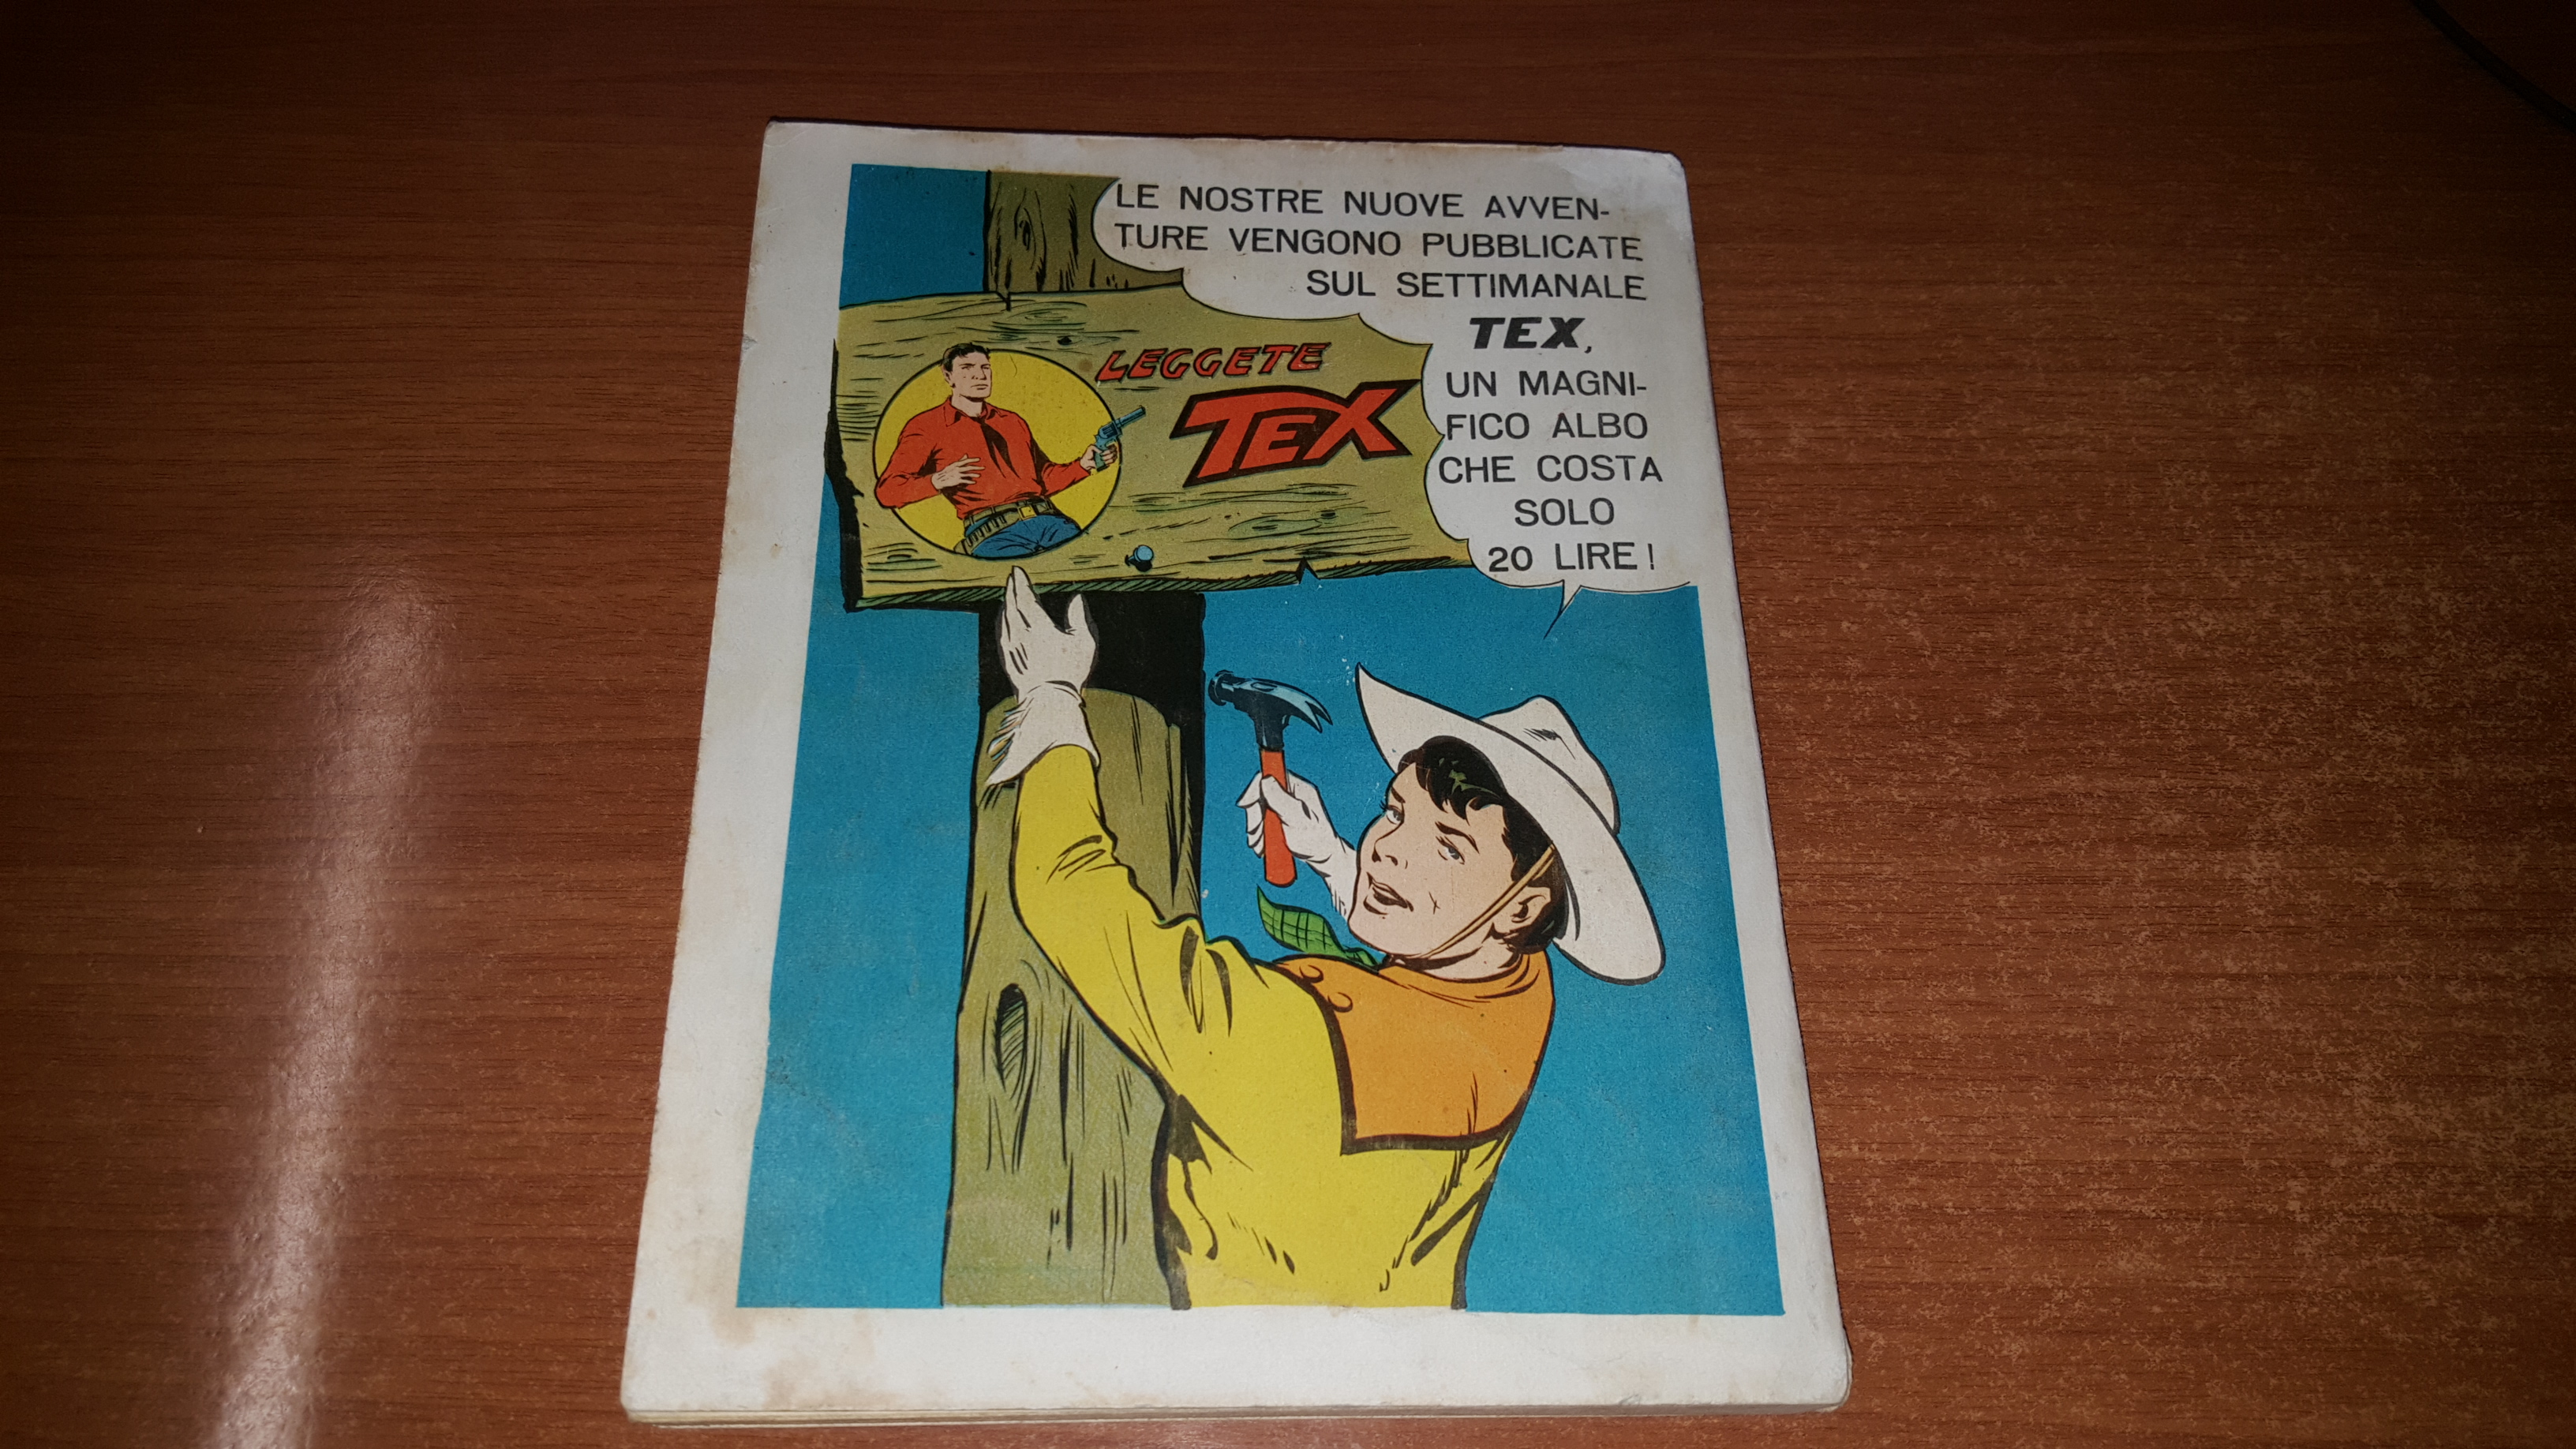 LE NOSTRE NUOVE AVVEN-
TURE VENGONO PUBBLICATE
SUL SETTIMANALE
TEX,
UN MAGNI-
FICO ALBO
CHE COSTA
SOLO
20 LIRE!
LEGGETE
TEX